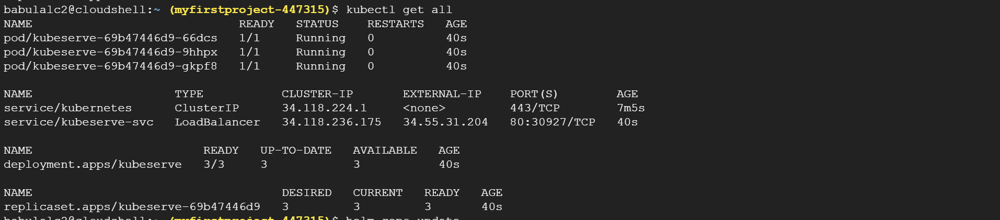 babulalc2@cloudshell:~ (myfirstproject-447315)$ kubectl get all
NAME READY STATUS RESTARTS AGE
pod/kubeserve-69b47446d9-66dcs 1/1 Running 0 40s
pod/kubeserve-69b47446d9-9hhpx 1/1 Running 0 40s
pod/kubeserve-69b47446d9-gkpf8 1/1 Running 0 40s
NAME TYPE CLUSTER-IP EXTERNAL-IP PORT(S) AGE
service/kubernetes ClusterIP 34.118.224.1 <none> 443/TCP 7m5s
service/kubeserve-svc LoadBalancer 34.118.236.175 34.55.31.204 80:30927/TCP 40s
NAME READY UP-TO-DATE AVAILABLE AGE
deployment.apps/kubeserve 3/3 3 3 40s
NAME DESIRED CURRENT READY AGE
replicaset.apps/kubeserve-69b47446d9 3 3 3 40s
babulalc2@cloudshell:~ (myfirstproject-447315)$ helm repo update